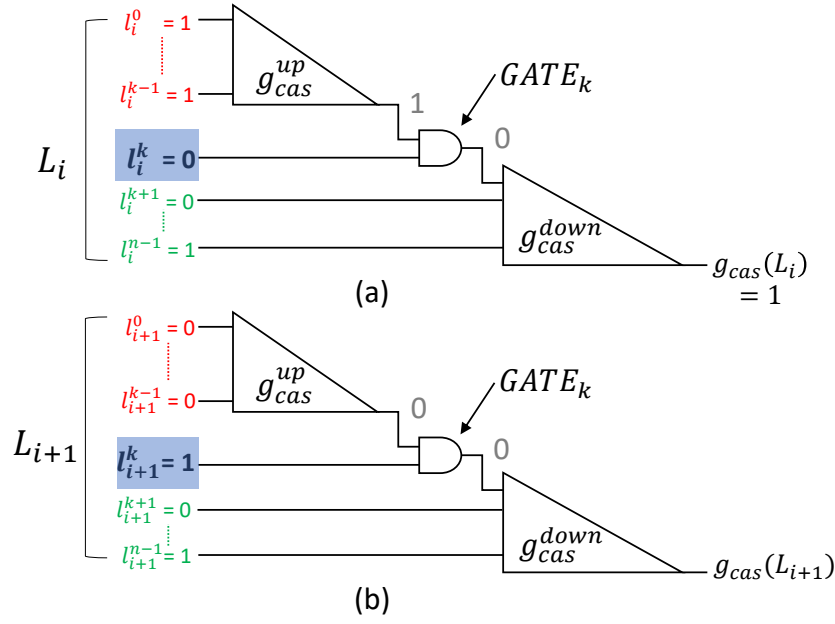 l_i^0 = 1
g_cas^up
GATE_k
l_i^{k-1} = 1
1
0
L_i
l_i^k = 0
l_i^{k+1} = 0
l_i^{n-1} = 1
g_cas^down
g_cas(L_i)
= 1
(a)
l_{i+1}^0 = 0
g_cas^up
GATE_k
l_{i+1}^{k-1} = 0
0
0
L_{i+1}
l_{i+1}^k = 1
l_{i+1}^{k+1} = 0
l_{i+1}^{n-1} = 1
g_cas^down
g_cas(L_{i+1})
(b)